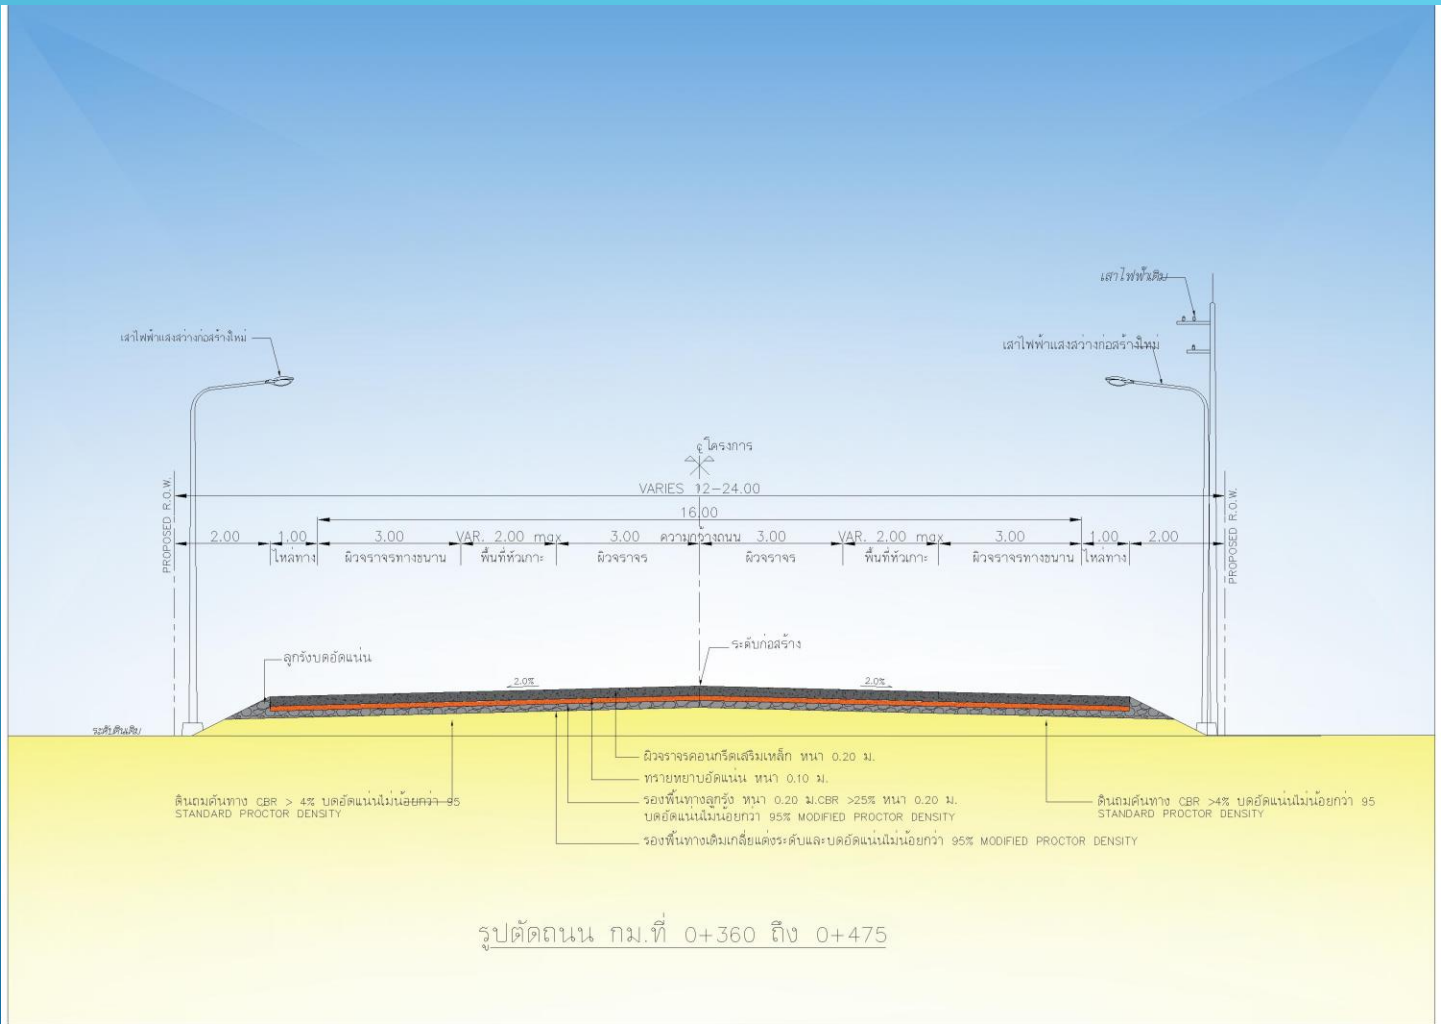 เสาไฟฟ้าเดิม
เสาไฟฟ้าแสงสว่างก่อสร้างใหม่
เสาไฟฟ้าแสงสว่างก่อสร้างใหม่
℄ โครงการ
PROPOSED R.O.W.
VARIES 12-24.00
PROPOSED R.O.W.
16.00
2.00 1.00 3.00 VAR. 2.00 max 3.00 ความกว้างถนน 3.00 VAR. 2.00 max 3.00 1.00 2.00
ไหล่ทาง ผิวจราจรทางขนาน พื้นที่หัวเกาะ ผิวจราจร ผิวจราจร พื้นที่หัวเกาะ ผิวจราจรทางขนาน ไหล่ทาง
ระดับก่อสร้าง
ลูกรังบดอัดแน่น
2.0% 2.0%
ระดับดินเดิม
ผิวจราจรคอนกรีตเสริมเหล็ก หนา 0.20 ม.
ทรายหยาบอัดแน่น หนา 0.10 ม.
รองพื้นทางลูกรัง หนา 0.20 ม.CBR >25% หนา 0.20 ม.
บดอัดแน่นไม่น้อยกว่า 95% MODIFIED PROCTOR DENSITY
รองพื้นทางเดิมเกลี่ยแต่งระดับและบดอัดแน่นไม่น้อยกว่า 95% MODIFIED PROCTOR DENSITY
ดินถมคันทาง CBR > 4% บดอัดแน่นไม่น้อยกว่า 95
STANDARD PROCTOR DENSITY
ดินถมคันทาง CBR >4% บดอัดแน่นไม่น้อยกว่า 95
STANDARD PROCTOR DENSITY
รูปตัดถนน กม.ที่ 0+360 ถึง 0+475